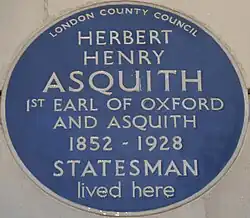 LONDON COUNTY COUNCIL
HERBERT
HENRY
ASQUITH
1ST EARL OF OXFORD
AND ASQUITH
1852 - 1928
STATESMAN
lived here